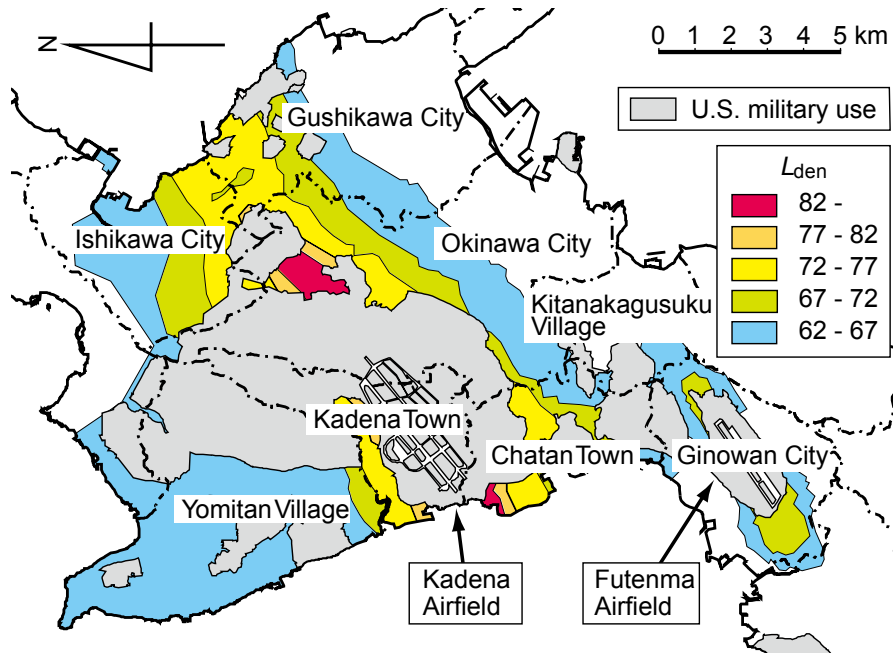 N
0 1 2 3 4 5 km
U.S. military use
Lden
82 -
77 - 82
72 - 77
67 - 72
62 - 67
Gushikawa City
Ishikawa City
Okinawa City
Kitanakagusuku
Village
Kadena Town
Chatan Town
Ginowan City
Yomitan Village
Kadena
Airfield
Futenma
Airfield